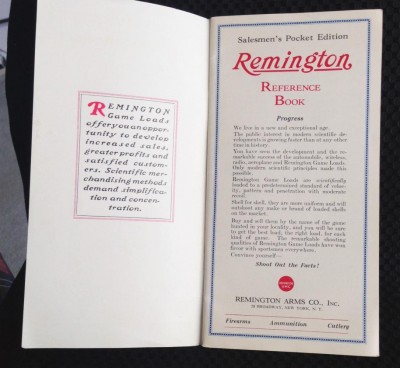 REMINGTON
Game Loads
offer you an oppor-
tunity to develop
increased sales,
greater profits and
satisfied custom-
ers. Scientific mer-
chandising methods
demand simplifica-
tion and concen-
tration.
Salesmen's Pocket Edition
Remington
REFERENCE
BOOK
Progress
We live in a new and exceptional age.
The public interest in modern scientific de-
velopments is growing faster than at any other
time in history.
You have seen the development and the re-
markable success of the automobile, wireless,
radio, aeroplane and Remington Game Loads.
Only modern scientific principles made this
possible.
Remington Game Loads are scientifically
loaded to a predetermined standard of veloc-
ity, pattern and penetration with moderate
recoil.
Shell for shell, they are more uniform and will
outshoot any make or brand of loaded shells
on the market.
Buy and sell them by the name of the game
hunted in your locality, and you will be sure
to get the best load, the right load, for each
kind of game. The remarkable shooting
qualities of Remington Game Loads have won
favor with sportsmen everywhere.
Convince yourself—
Shoot Out the Facts!
REMINGTON ARMS CO., INC.
25 BROADWAY, NEW YORK, N. Y.
Firearms Ammunition Cutlery